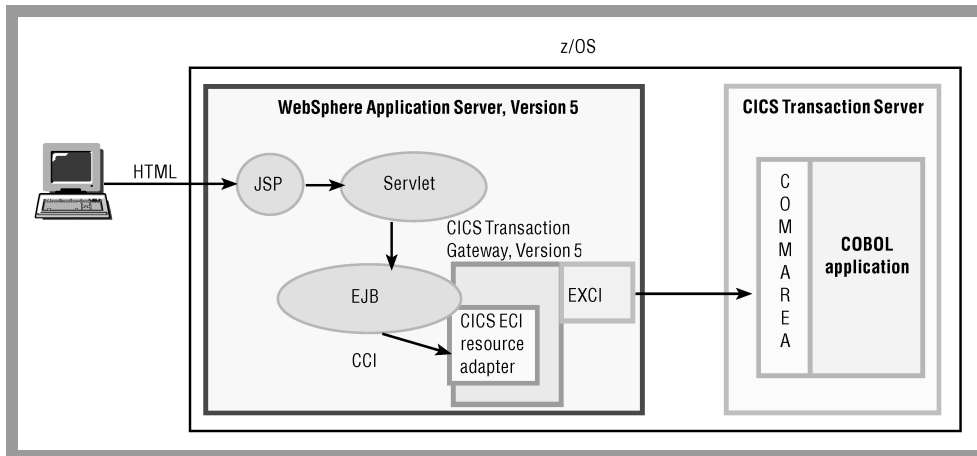 z/OS
WebSphere Application Server, Version 5
CICS Transaction Server
HTML
JSP
Servlet
CICS Transaction
Gateway, Version 5
EJB
EXCI
CICS ECI
resource
adapter
CCI
C
O
M
M
A
R
E
A
COBOL
application